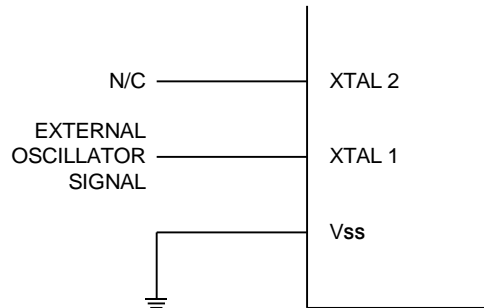 N/C
XTAL 2
EXTERNAL
OSCILLATOR
SIGNAL
XTAL 1
Vss